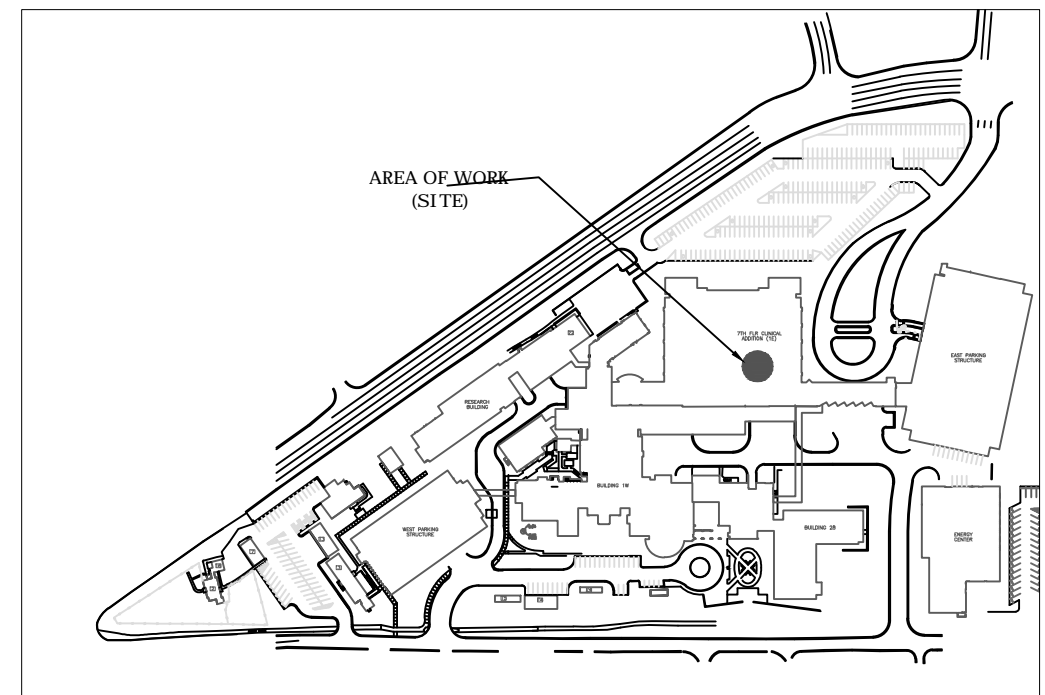 AREA OF WORK
(SITE)
7TH FLR CLINICAL
ADDITION (1E)
EAST PARKING
STRUCTURE
RESEARCH
BUILDING
BUILDING 1W
WEST PARKING
STRUCTURE
BUILDING 2B
ENERGY
CENTER